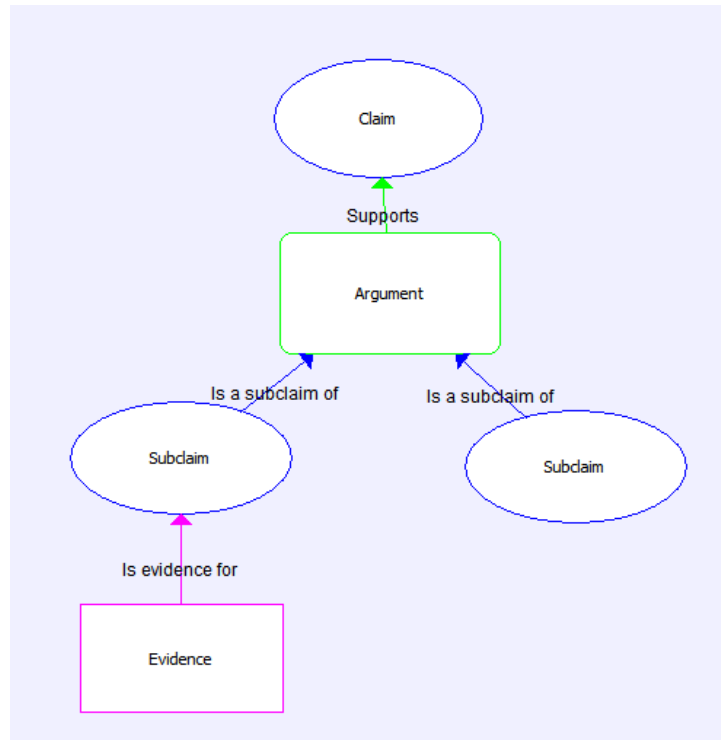 Claim
Supports
Argument
Is a subclaim of
Is a subclaim of
Subclaim
Subclaim
Is evidence for
Evidence